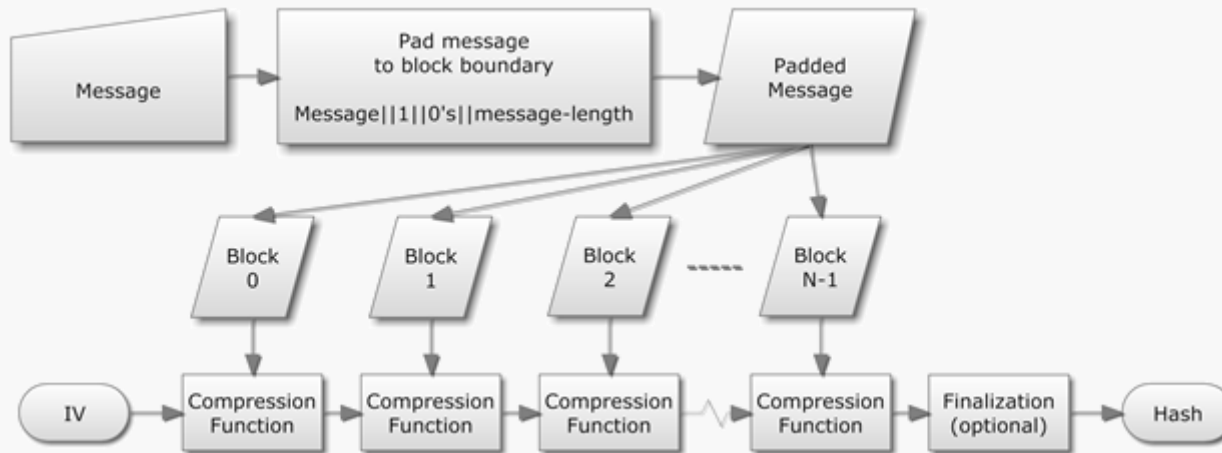 Message
Pad message
to block boundary
Message||1||0's||message-length
Padded
Message
Block
0
Block
1
Block
2
Block
N-1
IV
Compression
Function
Compression
Function
Compression
Function
Compression
Function
Finalization
(optional)
Hash